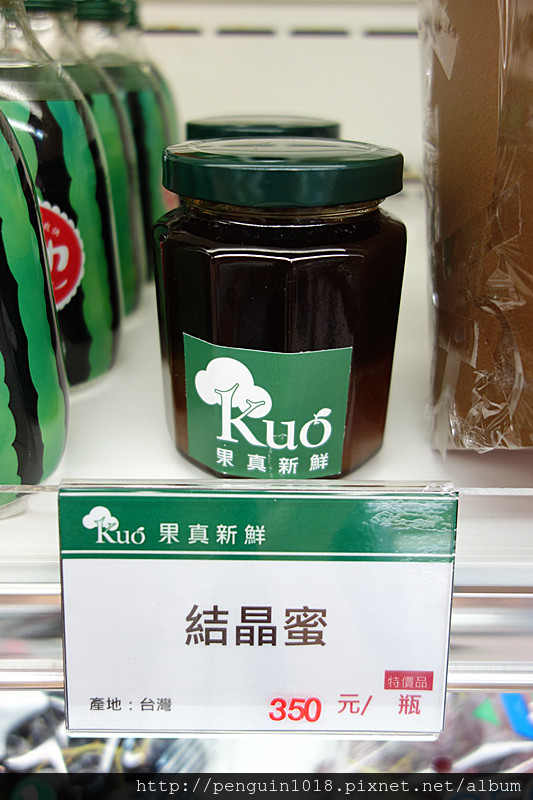 Kuo
果真新鮮
Kuo 果真新鮮
結晶蜜
特價品
產地:台灣
350 元/ 瓶
http://penguin1018.pixnet.net/album